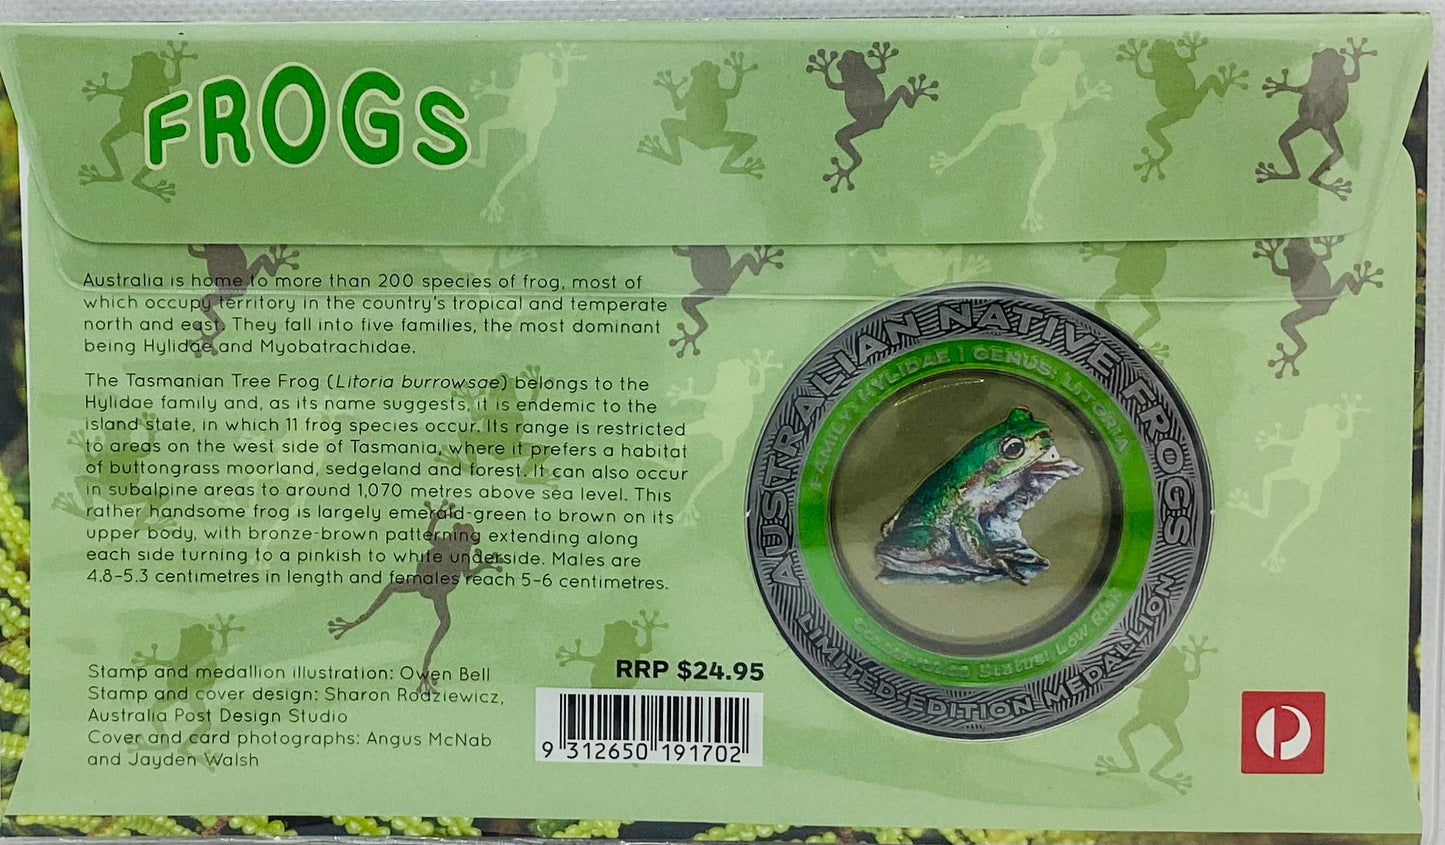 FROGS
Australia is home to more than 200 species of frog, most of
which occupy territory in the country's tropical and temperate
north and east. They fall into five families, the most dominant
being Hylidae and Myobatrachidae.
The Tasmanian Tree Frog (Litoria burrowsae) belongs to the
Hylidae family and, as its name suggests, it is endemic to the
island state, in which 11 frog species occur. Its range is restricted
to areas on the west side of Tasmania, where it prefers a habitat
of buttongrass moorland, sedgeland and forest. It can also occur
in subalpine areas to around 1,070 metres above sea level. This
rather handsome frog is largely emerald-green to brown on its
upper body, with bronze-brown patterning extending along
each side turning to a pinkish to white underside. Males are
4.8–5.3 centimetres in length and females reach 5–6 centimetres.
Stamp and medallion illustration: Owen Bell
Stamp and cover design: Sharon Rodziewicz,
Australia Post Design Studio
Cover and card photographs: Angus McNab
and Jayden Walsh
RRP $24.95
9 312650 191702
AUSTRALIAN NATIVE FROGS
FAMILY: HYLIDAE | GENUS: LITORIA
Conservation Status: Low Risk
LIMITED-EDITION MEDALLION